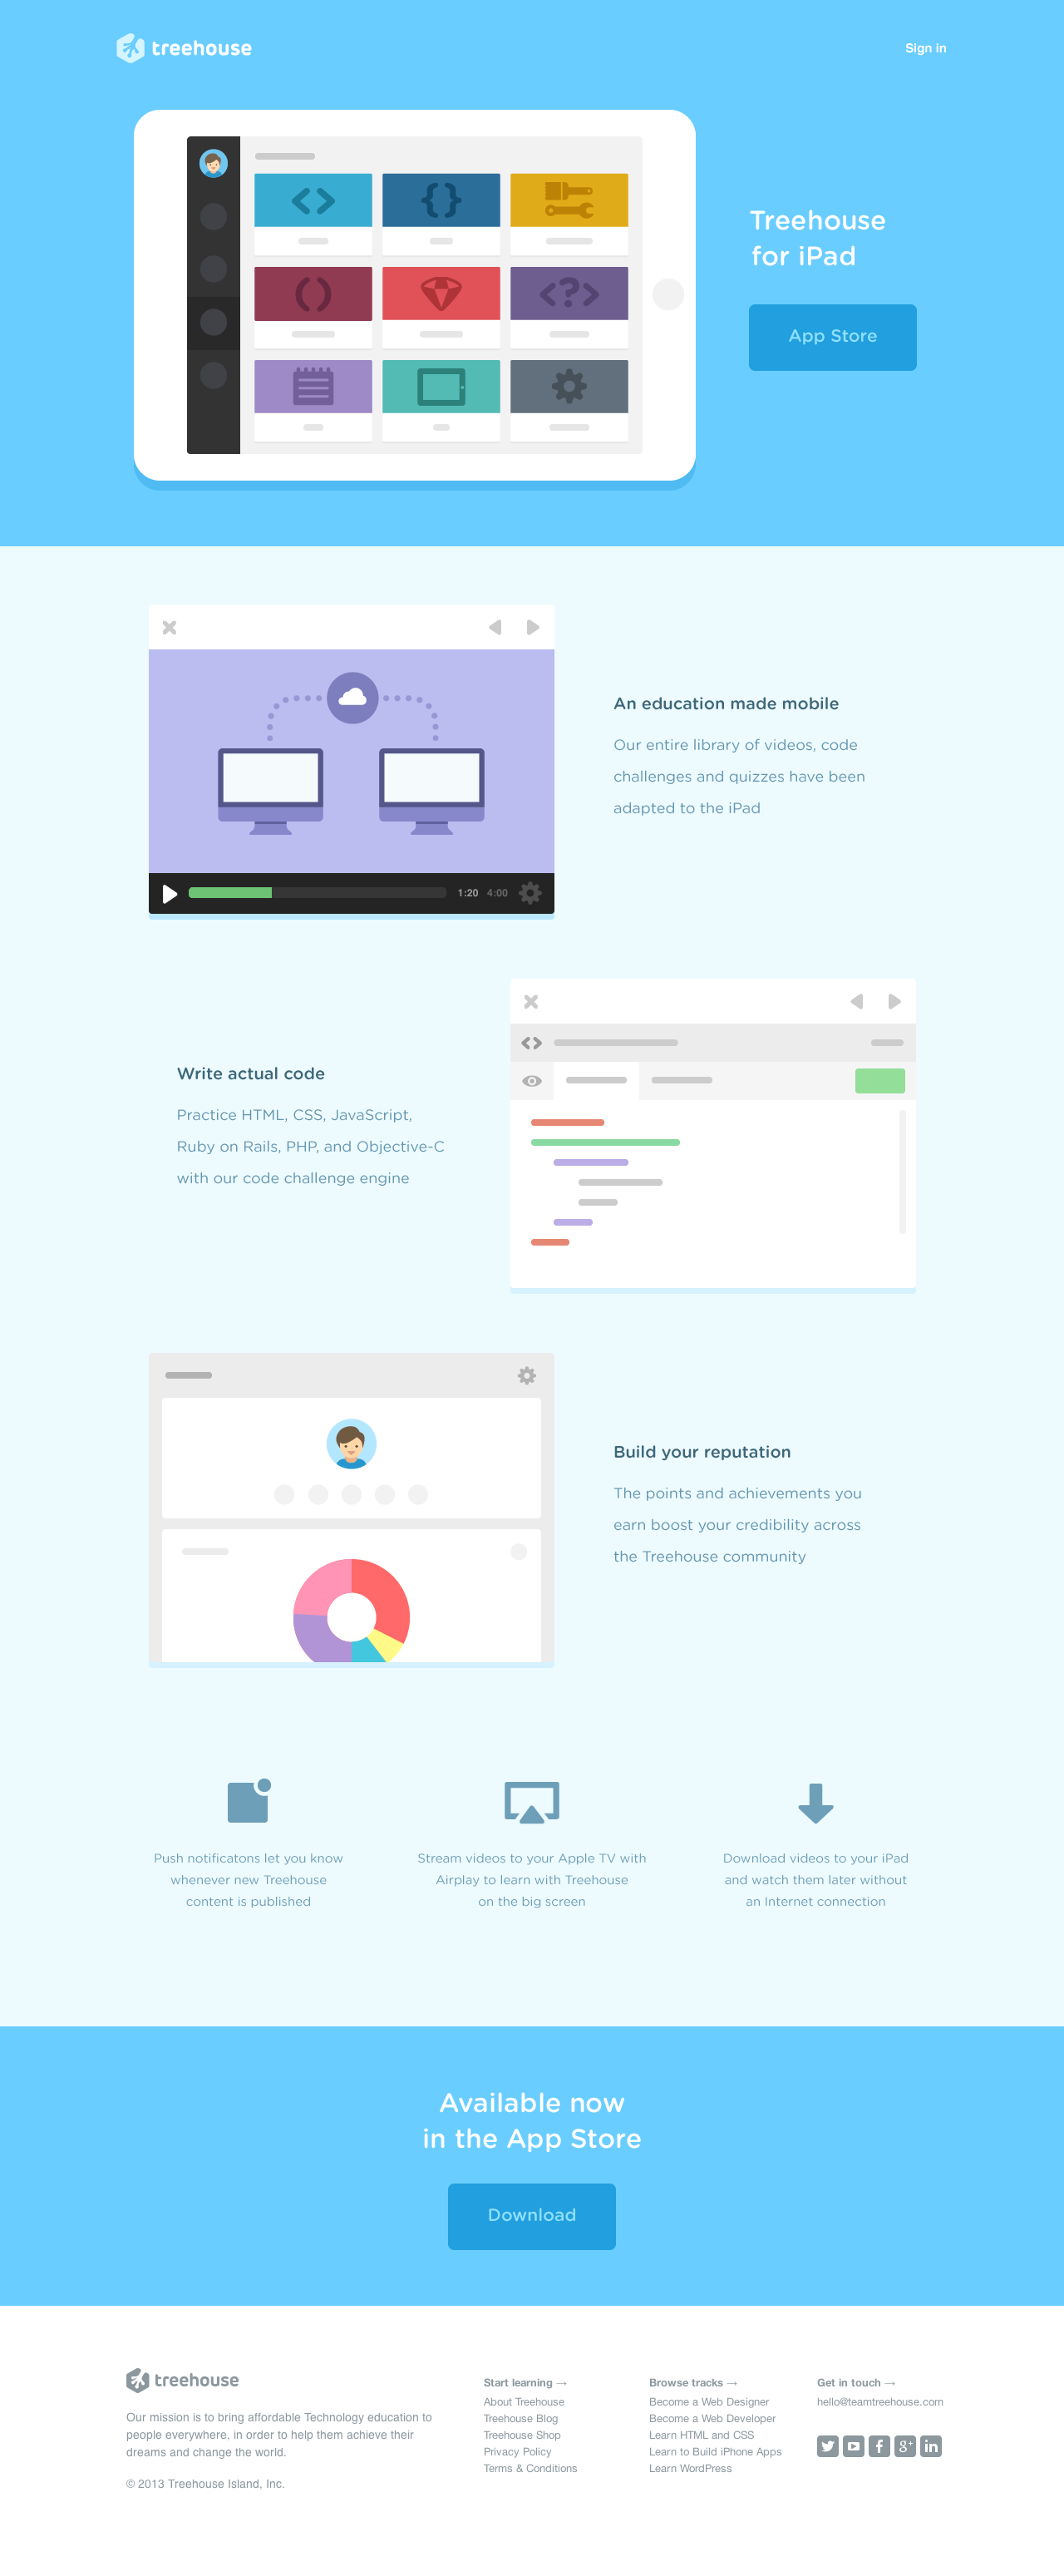 treehouse
Sign in
Treehouse
for iPad
App Store
An education made mobile
Our entire library of videos, code
challenges and quizzes have been
adapted to the iPad
1:20 4:00
Write actual code
Practice HTML, CSS, JavaScript,
Ruby on Rails, PHP, and Objective-C
with our code challenge engine
Build your reputation
The points and achievements you
earn boost your credibility across
the Treehouse community
Push notificatons let you know
whenever new Treehouse
content is published
Stream videos to your Apple TV with
Airplay to learn with Treehouse
on the big screen
Download videos to your iPad
and watch them later without
an Internet connection
Available now
in the App Store
Download
treehouse
Our mission is to bring affordable Technology education to
people everywhere, in order to help them achieve their
dreams and change the world.
© 2013 Treehouse Island, Inc.
Start learning →
About Treehouse
Treehouse Blog
Treehouse Shop
Privacy Policy
Terms & Conditions
Browse tracks →
Become a Web Designer
Become a Web Developer
Learn HTML and CSS
Learn to Build iPhone Apps
Learn WordPress
Get in touch →
hello@teamtreehouse.com